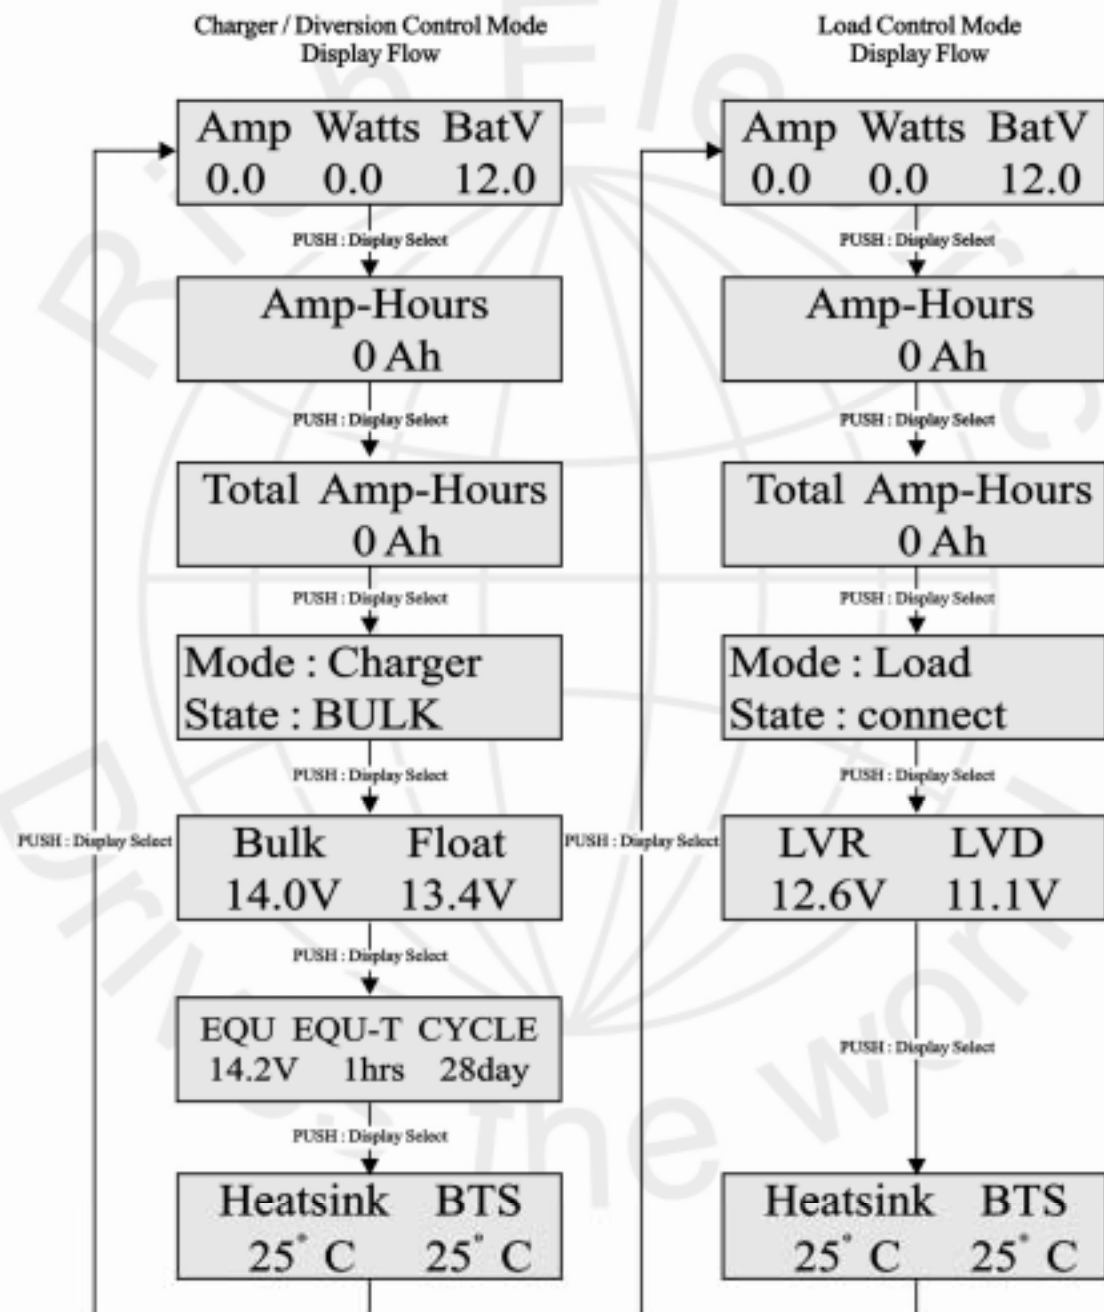 Charger / Diversion Control Mode
Display Flow
Amp Watts BatV
0.0 0.0 12.0
PUSH : Display Select
Amp-Hours
0 Ah
PUSH : Display Select
Total Amp-Hours
0 Ah
PUSH : Display Select
Mode : Charger
State : BULK
PUSH : Display Select
PUSH : Display Select
Bulk Float
14.0V 13.4V
PUSH : Display Select
EQU EQU-T CYCLE
14.2V 1hrs 28day
PUSH : Display Select
Heatsink BTS
25° C 25° C
Load Control Mode
Display Flow
Amp Watts BatV
0.0 0.0 12.0
PUSH : Display Select
Amp-Hours
0 Ah
PUSH : Display Select
Total Amp-Hours
0 Ah
PUSH : Display Select
Mode : Load
State : connect
PUSH : Display Select
PUSH : Display Select
LVR LVD
12.6V 11.1V
PUSH : Display Select
Heatsink BTS
25° C 25° C
Drives the